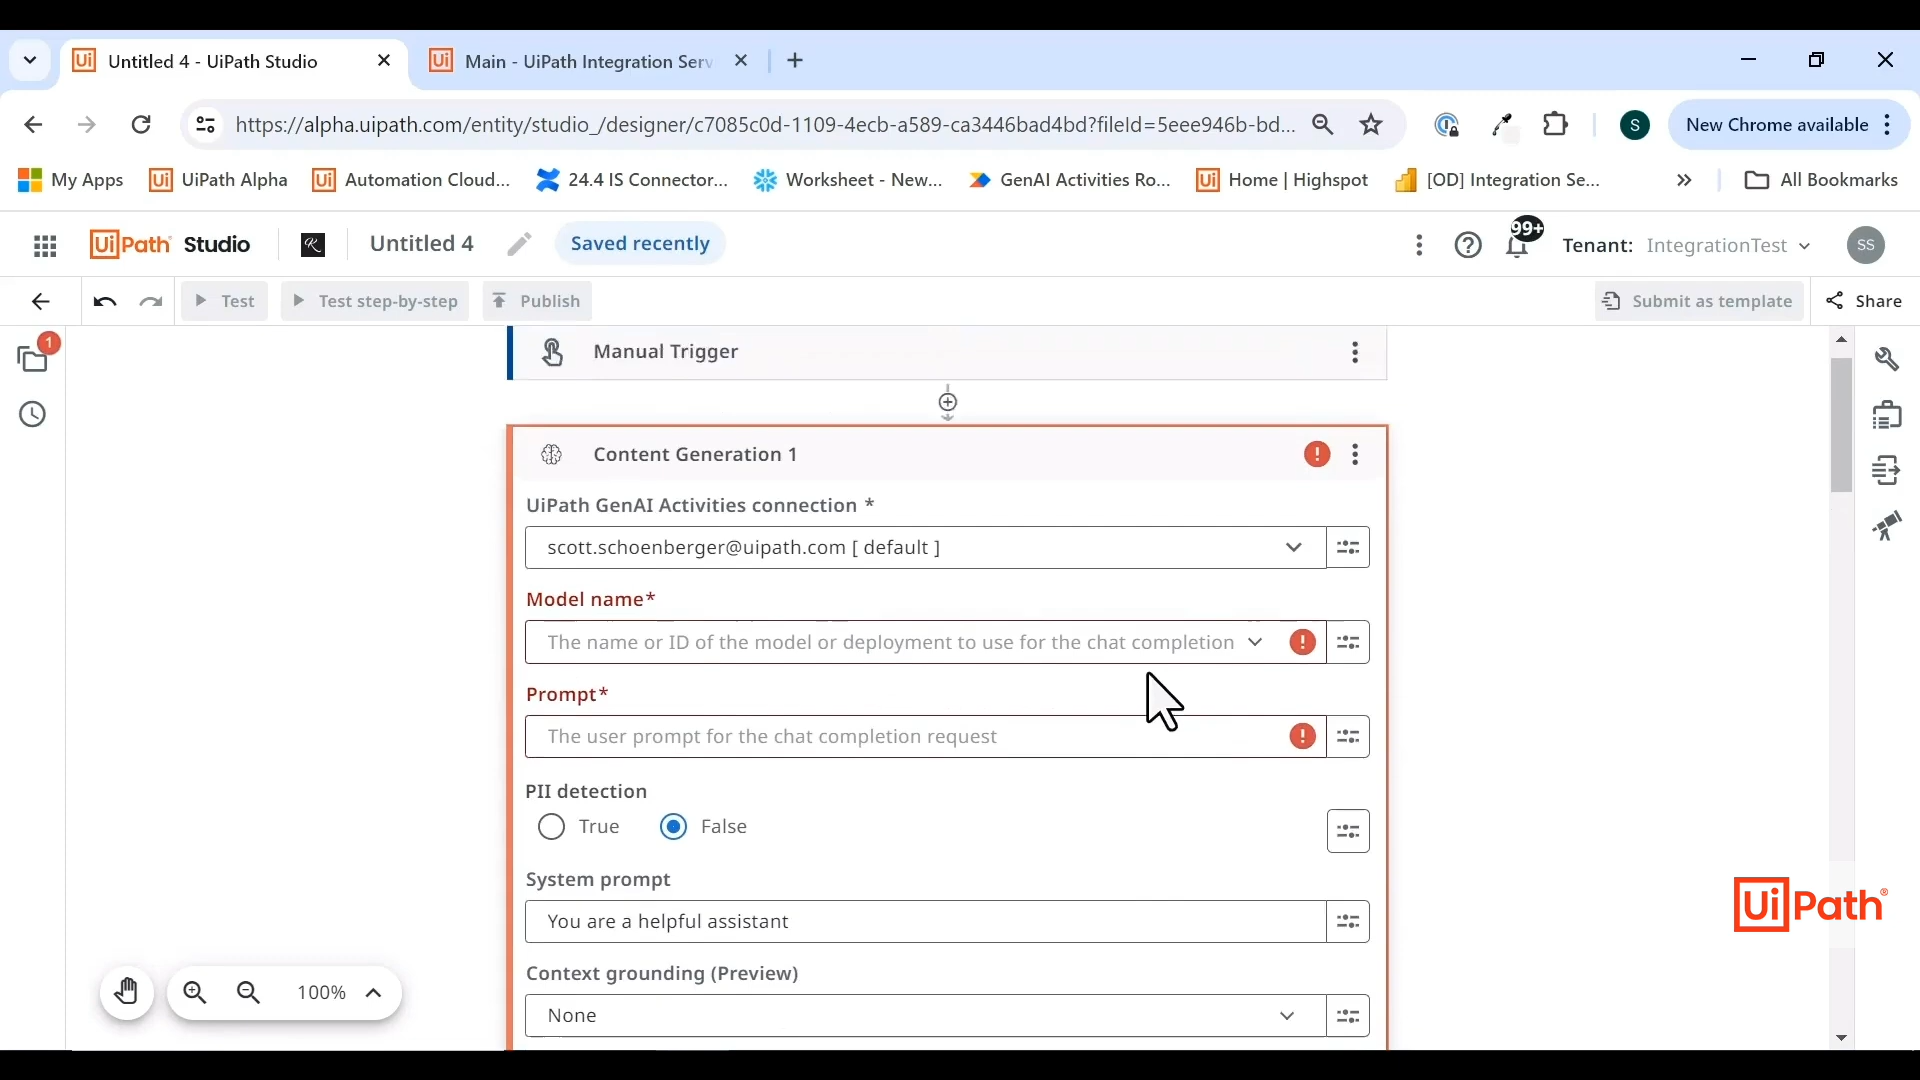 Untitled 4 - UiPath Studio
Main - UiPath Integration Serv
https://alpha.uipath.com/entity/studio_/designer/c7085c0d-1109-4ecb-a589-ca3446bad4bd?fileId=5eee946b-bd...
S
New Chrome available
My Apps
UiPath Alpha
Automation Cloud...
24.4 IS Connector...
Worksheet - New...
GenAI Activities Ro...
Home | Highspot
[OD] Integration Se...
All Bookmarks
UiPath Studio
Untitled 4
Saved recently
99+
Tenant: IntegrationTest
SS
Test
Test step-by-step
Publish
Submit as template
Share
1
Manual Trigger
Content Generation 1
UiPath GenAI Activities connection *
scott.schoenberger@uipath.com [ default ]
Model name*
The name or ID of the model or deployment to use for the chat completion
Prompt*
The user prompt for the chat completion request
PII detection
True
False
System prompt
You are a helpful assistant
Context grounding (Preview)
None
100%
UiPath